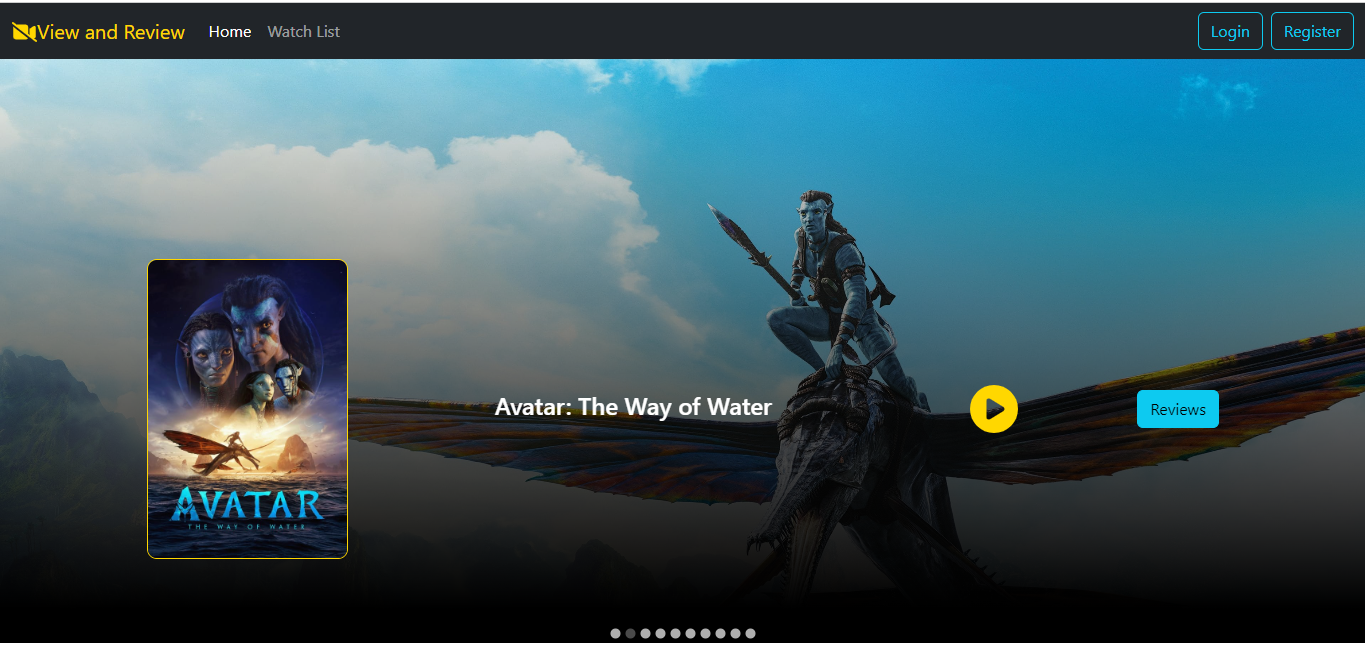 View and Review
Home
Watch List
Login
Register
Avatar: The Way of Water
Reviews
AVATAR
THE WAY OF WATER